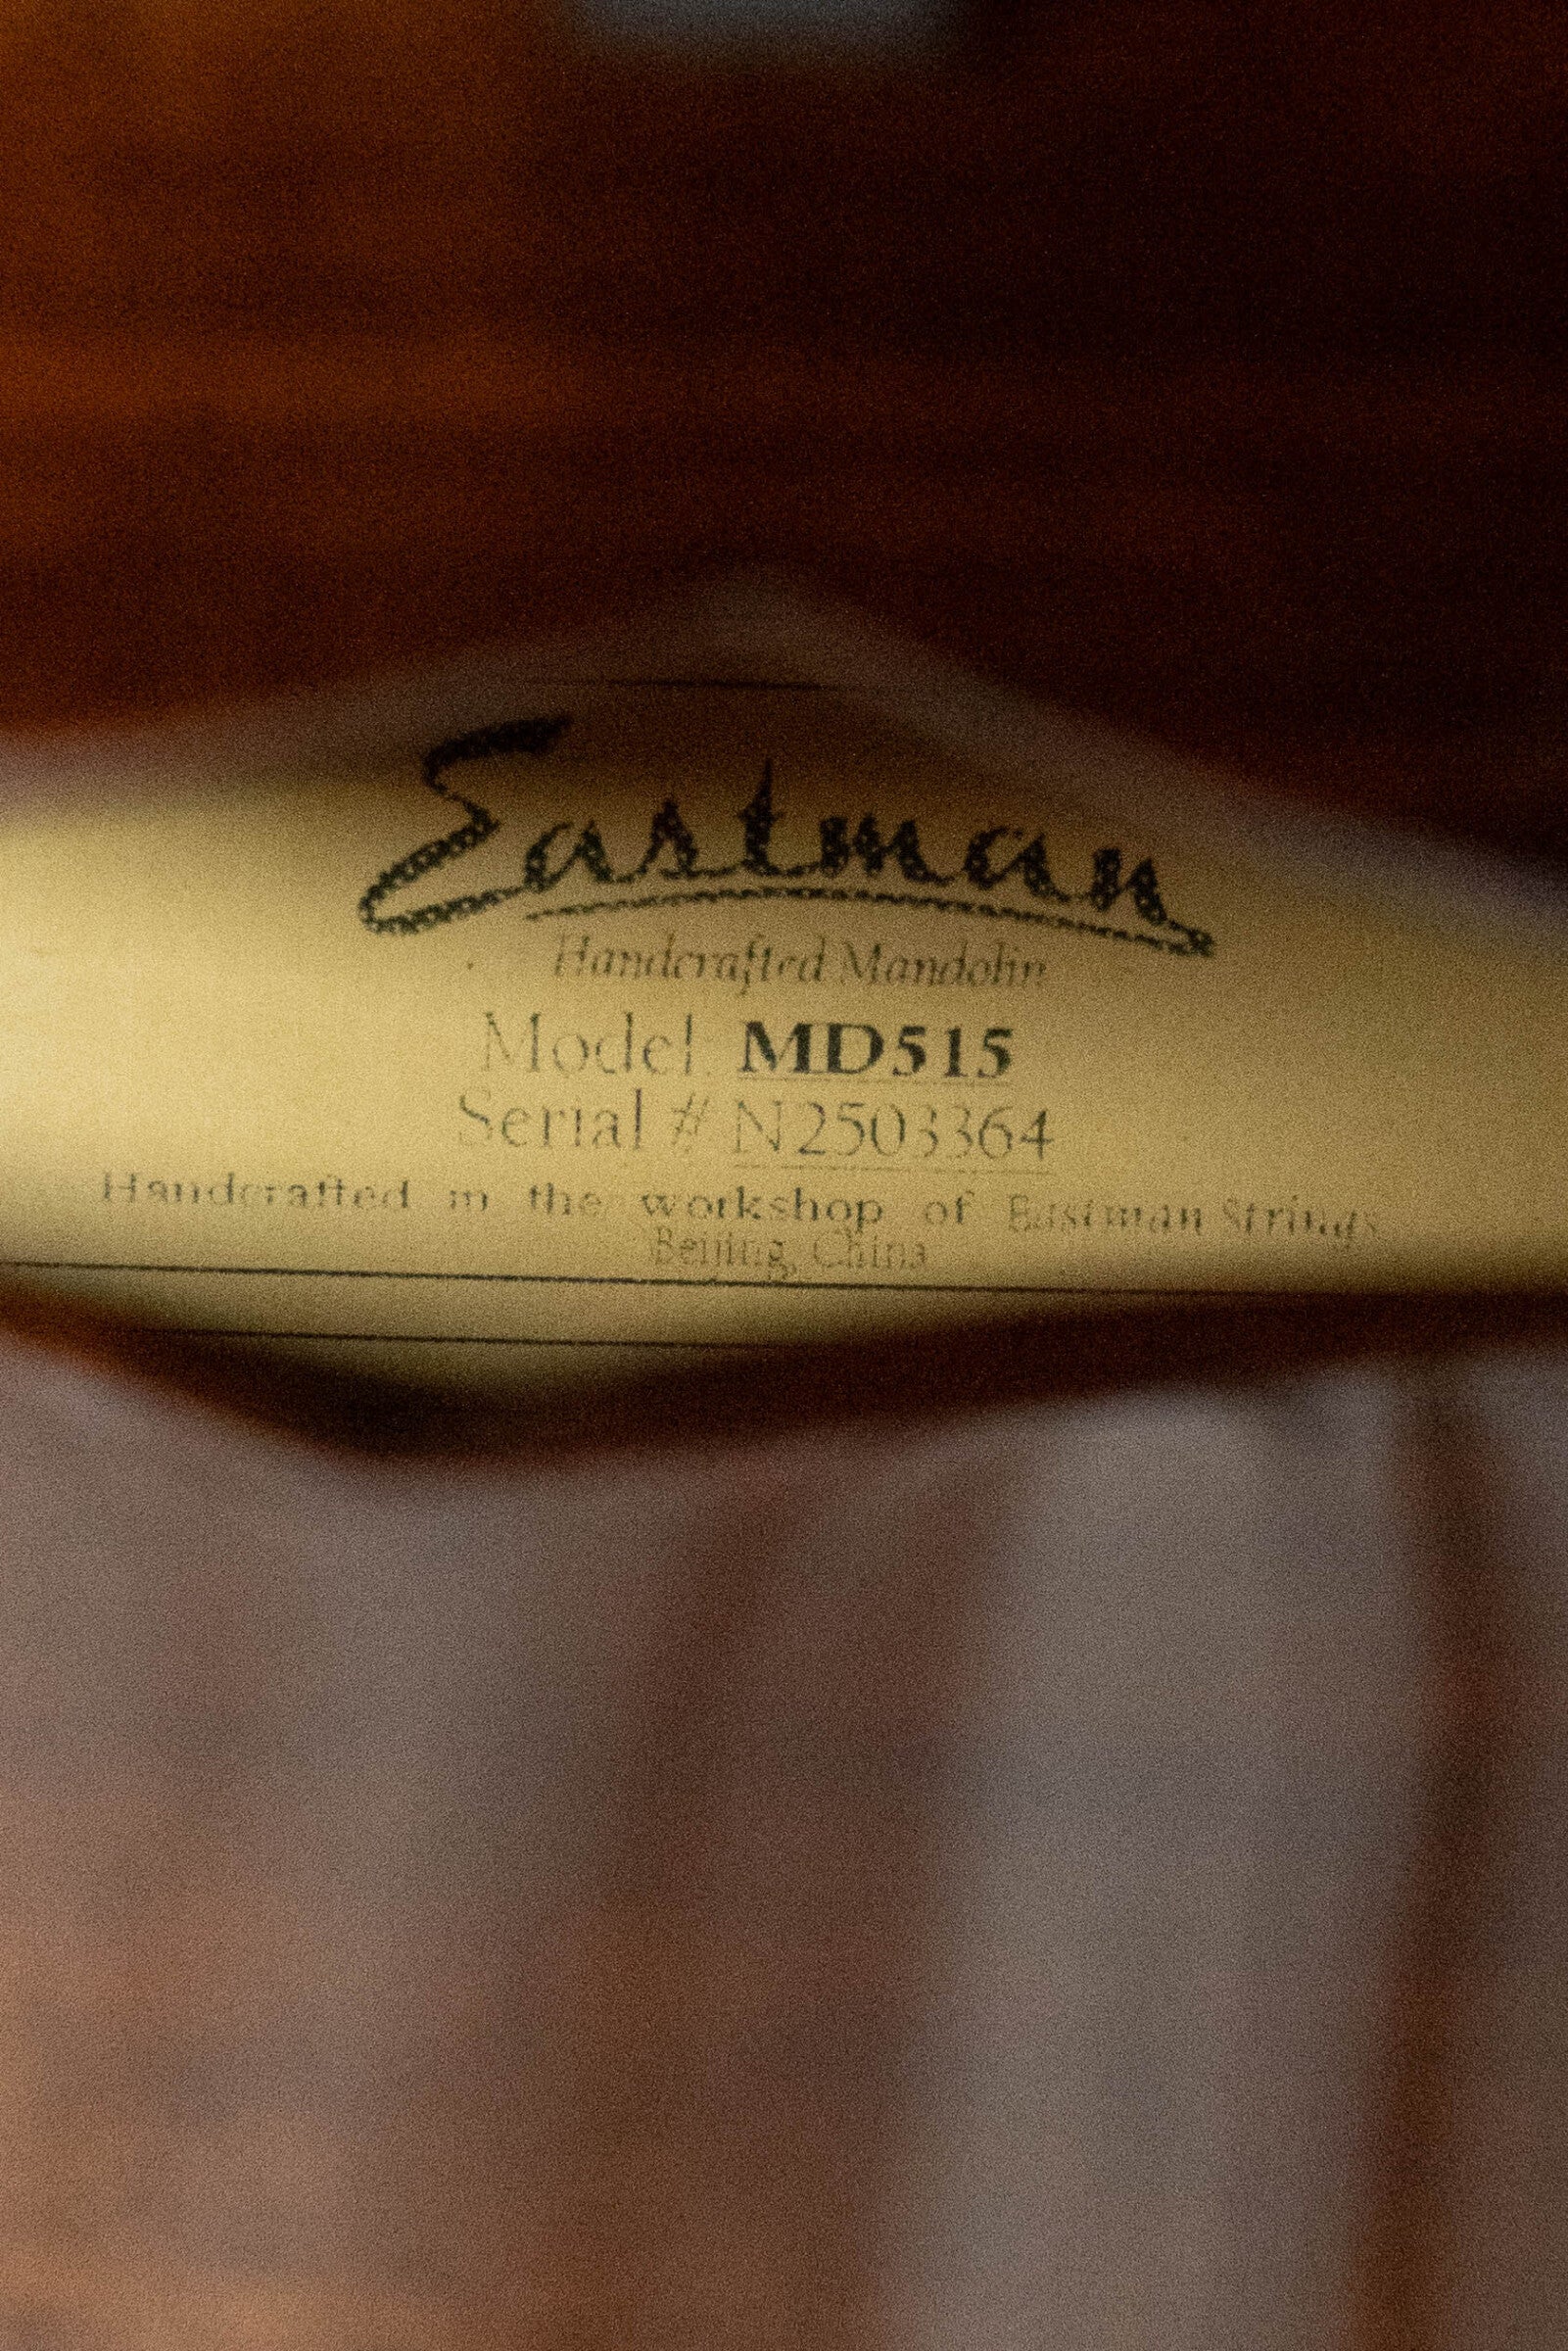 Eastman
Handcrafted Mandolin
Model MD515
Serial # N2503364
Handcrafted in the workshop of Eastman Strings
Beijing, China